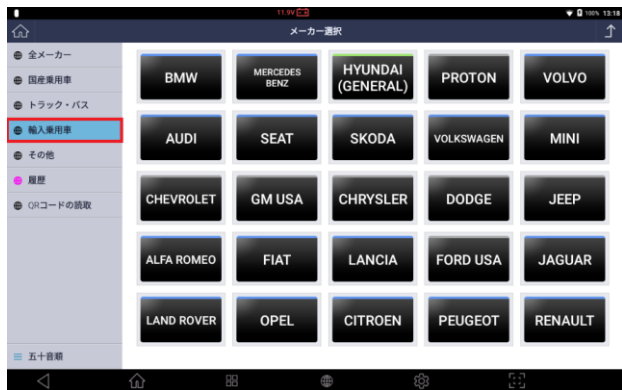 11.9V
100% 13:18
メーカー選択
全メーカー
国産乗用車
トラック・バス
輸入乗用車
その他
履歴
QRコードの読取
五十音順
BMW
MERCEDES
BENZ
HYUNDAI
(GENERAL)
PROTON
VOLVO
AUDI
SEAT
SKODA
VOLKSWAGEN
MINI
CHEVROLET
GM USA
CHRYSLER
DODGE
JEEP
ALFA ROMEO
FIAT
LANCIA
FORD USA
JAGUAR
LAND ROVER
OPEL
CITROEN
PEUGEOT
RENAULT